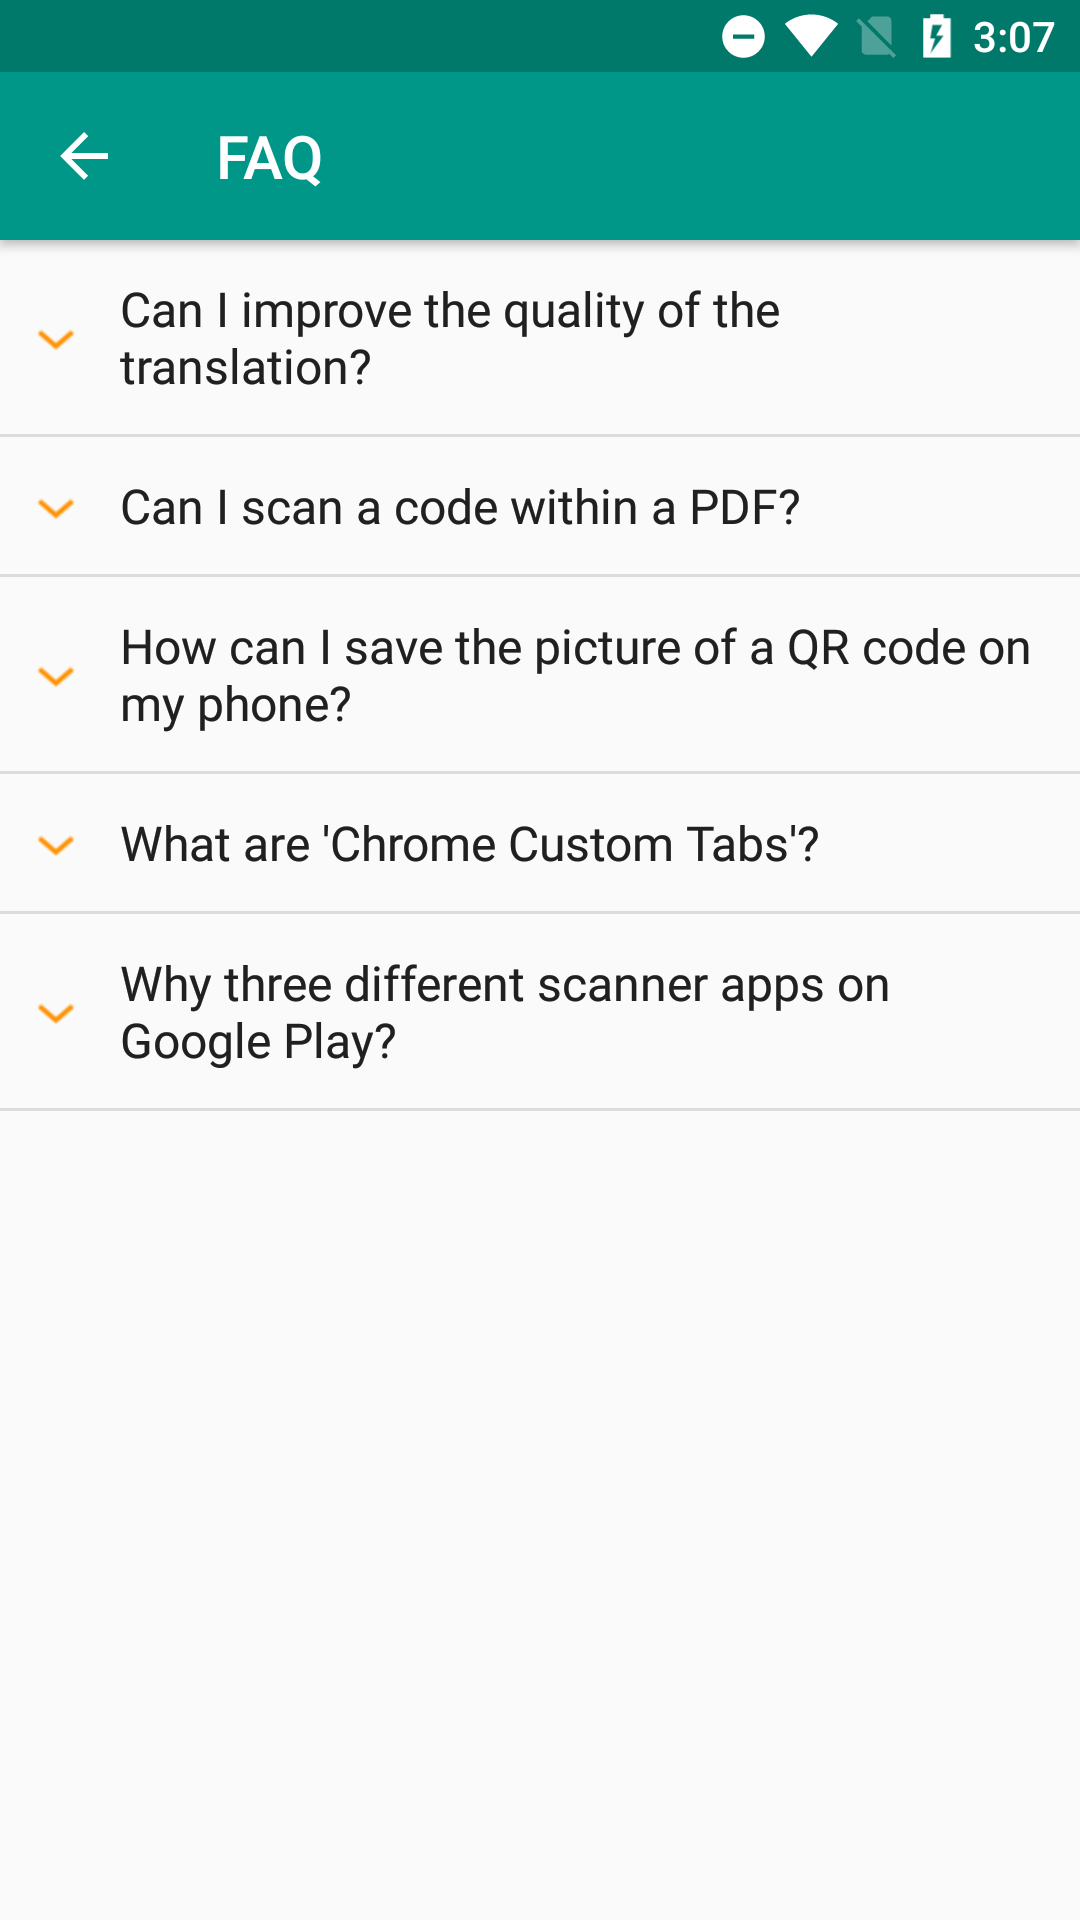 3:07
FAQ
Can I improve the quality of the
translation?
Can I scan a code within a PDF?
How can I save the picture of a QR code on
my phone?
What are 'Chrome Custom Tabs'?
Why three different scanner apps on
Google Play?